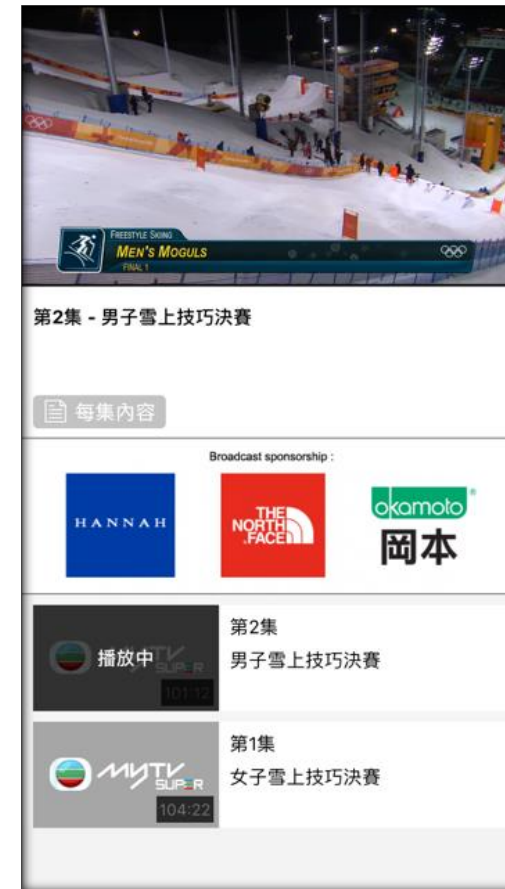 FREESTYLE SKIING
MEN'S MOGULS
FINAL 1
第2集 - 男子雪上技巧決賽
每集內容
Broadcast sponsorship :
HANNAH
THE
NORTH
FACE
okamoto
岡本
播放中
myTV
SUPER
101:12
第2集
男子雪上技巧決賽
myTV
SUPER
104:22
第1集
女子雪上技巧決賽